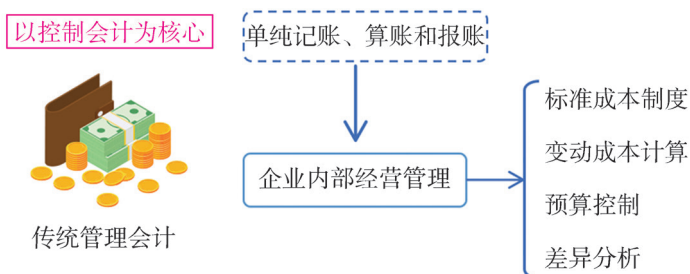 以控制会计为核心
单纯记账、算账和报账
企业内部经营管理
标准成本制度
变动成本计算
预算控制
差异分析
传统管理会计